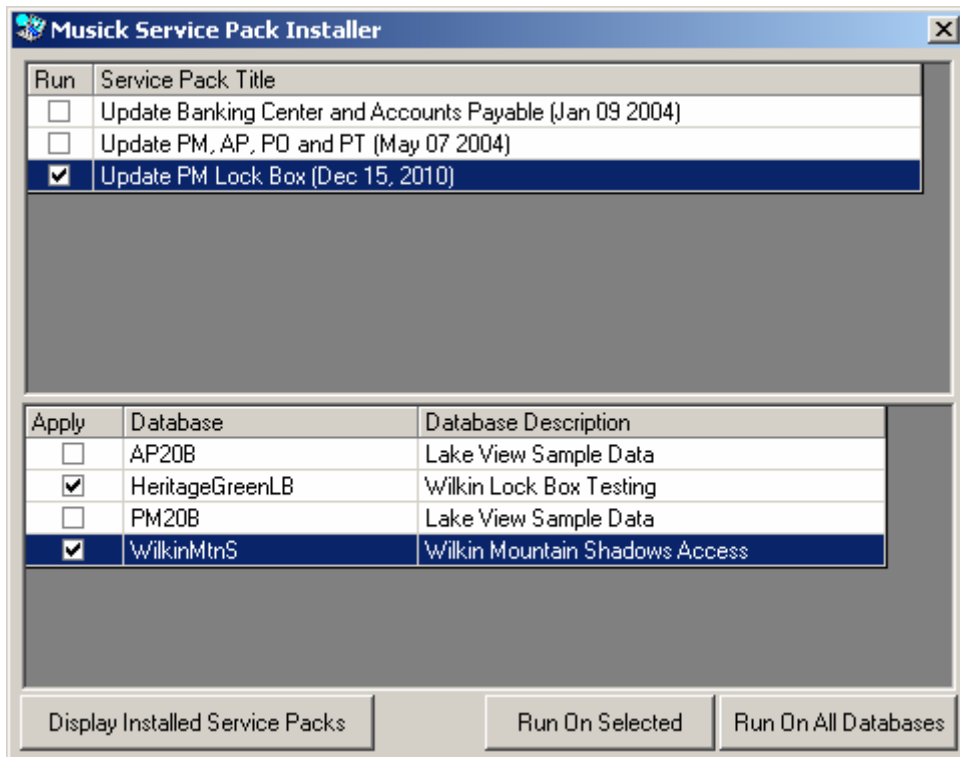 Musick Service Pack Installer
Run Service Pack Title
Update Banking Center and Accounts Payable (Jan 09 2004)
Update PM, AP, PO and PT (May 07 2004)
Update PM Lock Box (Dec 15, 2010)
Apply Database Database Description
AP20B Lake View Sample Data
HeritageGreenLB Wilkin Lock Box Testing
PM20B Lake View Sample Data
WilkinMtnS Wilkin Mountain Shadows Access
Display Installed Service Packs Run On Selected Run On All Databases